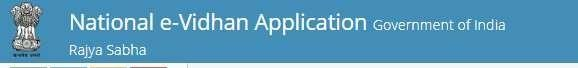 National e-Vidhan Application Government of India
Rajya Sabha